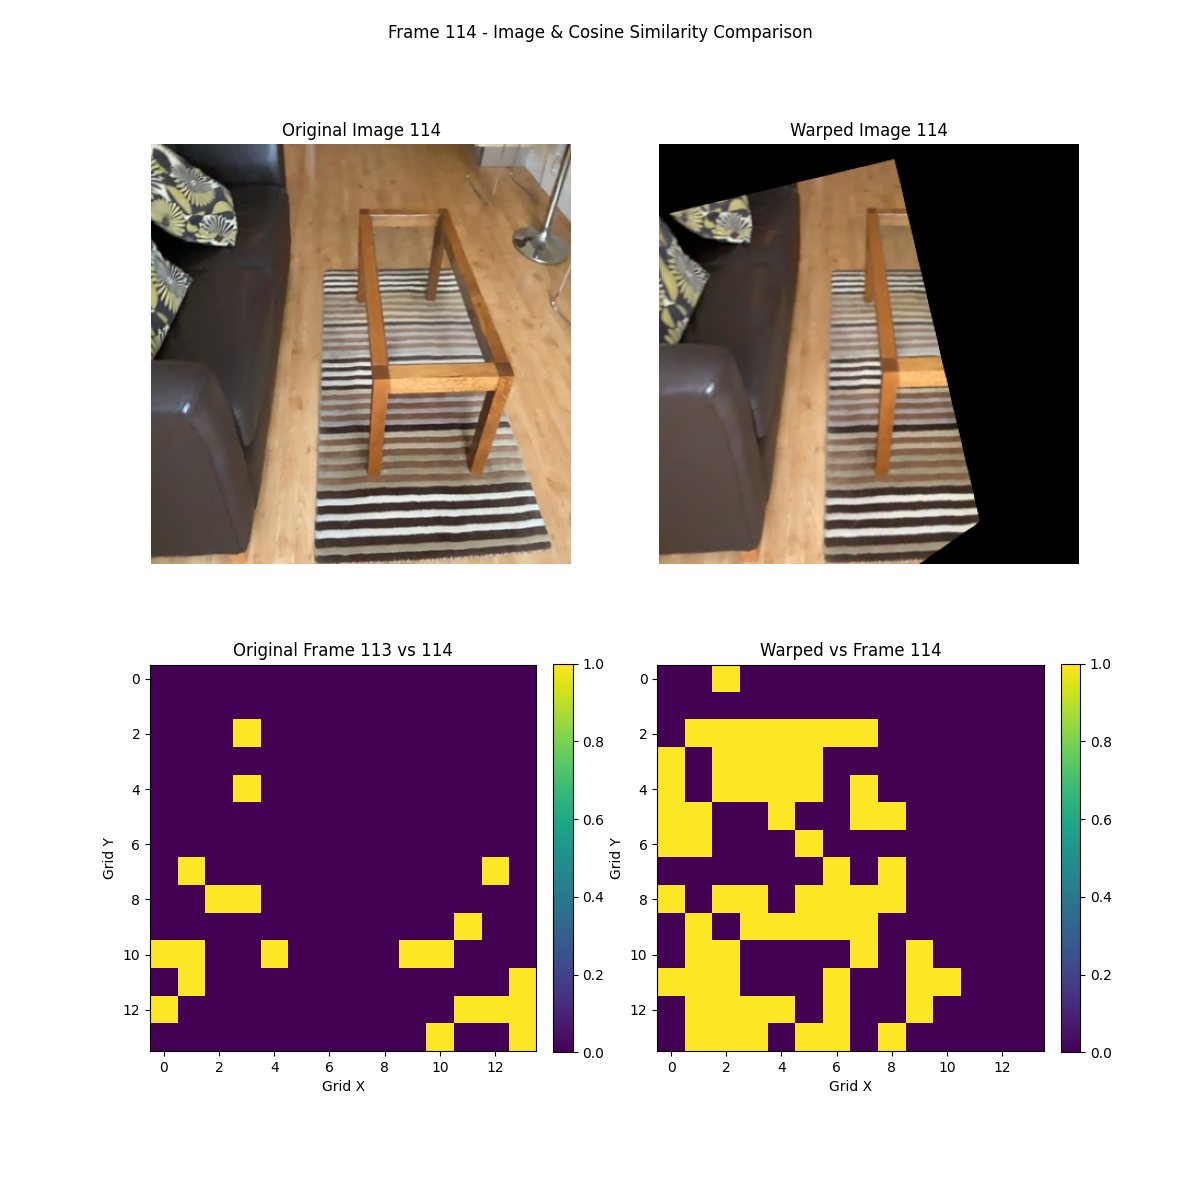 Frame 114 - Image & Cosine Similarity Comparison
Original Image 114
Warped Image 114
Original Frame 113 vs 114
Warped vs Frame 114
0
2
4
6
8
10
12
Grid Y
0 2 4 6 8 10 12
Grid X
1.0
0.8
0.6
0.4
0.2
0.0
0
2
4
6
8
10
12
Grid Y
0 2 4 6 8 10 12
Grid X
1.0
0.8
0.6
0.4
0.2
0.0